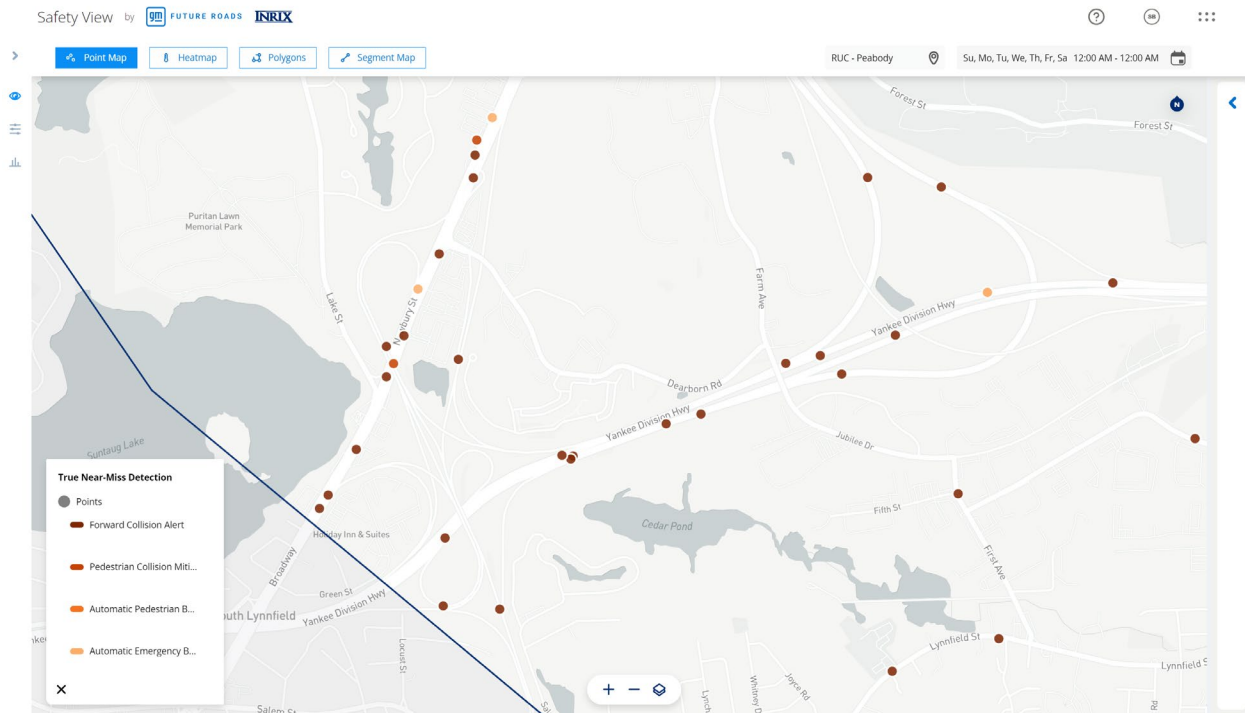 Safety View by gm FUTURE ROADS INRIX
? SB
Point Map Heatmap Polygons Segment Map RUC - Peabody Su, Mo, Tu, We, Th, Fr, Sa 12:00 AM - 12:00 AM
Forest St
N
Forest St
Puritan Lawn
Memorial Park
Farm Ave
Lake St
Yankee Division Hwy
Dearborn Rd
Yankee Division Hwy
Jubilee Dr
Suntaug Lake
True Near-Miss Detection
Points
Forward Collision Alert
Pedestrian Collision Miti...
Automatic Pedestrian B...
Automatic Emergency B...
Fifth St
Cedar Pond
Holiday Inn & Suites
First Ave
Broadway
Green St
Yankee Division Hwy
uth Lynnfield
Locust St
Lynnfield St
Lynnfield S
Joyce Rd
Whitney D
Lynch
Rd
Salem St